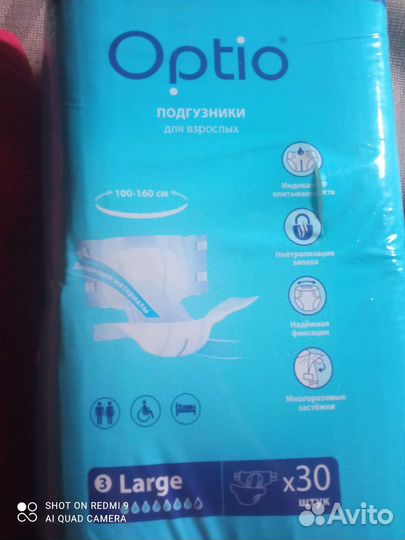 Optio
ПОДГУЗНИКИ
для взрослых
100-160 см
Индикатор
Нейтрализация
запаха
Надёжная
фиксация
Многоразовые
застёжки
материалы
3 Large
x30
штук
SHOT ON REDMI 9
AI QUAD CAMERA
Avito